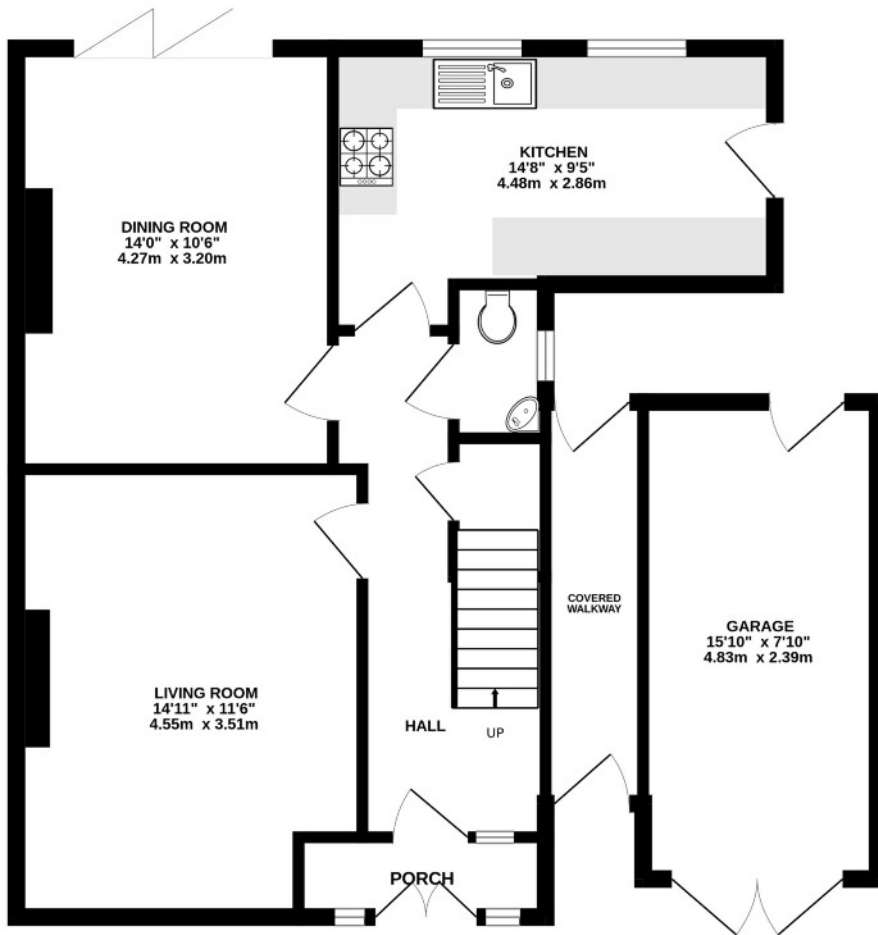 KITCHEN
14'8" x 9'5"
4.48m x 2.86m
DINING ROOM
14'0" x 10'6"
4.27m x 3.20m
COVERED
WALKWAY
GARAGE
15'10" x 7'10"
4.83m x 2.39m
LIVING ROOM
14'11" x 11'6"
4.55m x 3.51m
HALL
UP
PORCH